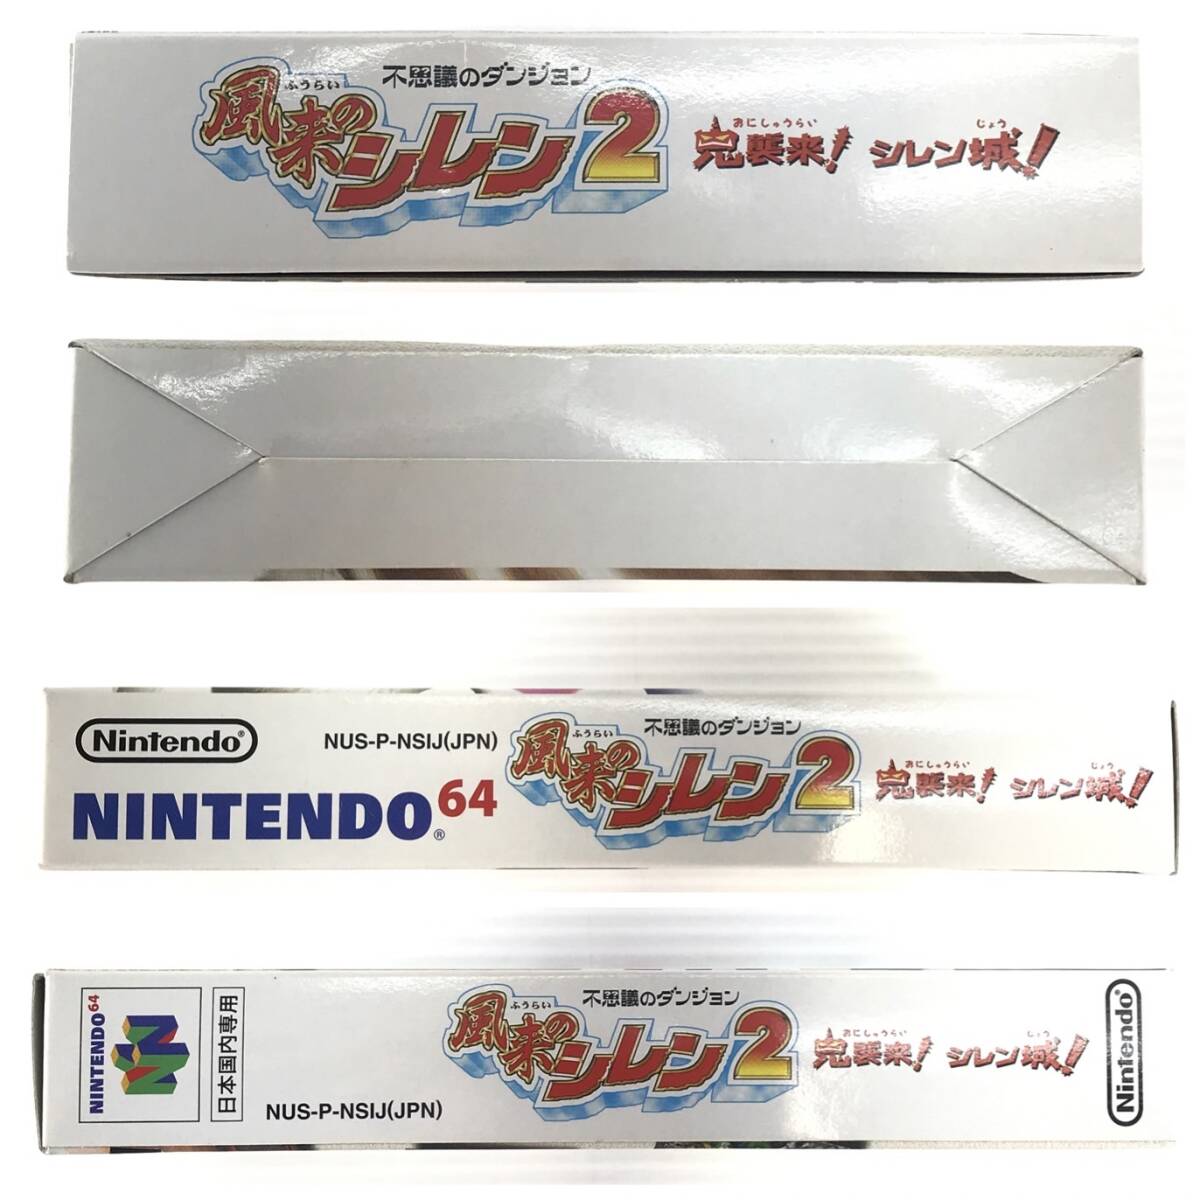 不思議のダンジョン
ふうらい
風来のシレン2
おにしゅうらい じょう
鬼襲来! シレン城!
Nintendo®
NUS-P-NSIJ(JPN)
NINTENDO64®
不思議のダンジョン
ふうらい
風来のシレン2
おにしゅうらい じょう
鬼襲来! シレン城!
NINTENDO64
日本国内専用
NUS-P-NSIJ(JPN)
不思議のダンジョン
ふうらい
風来のシレン2
おにしゅうらい じょう
鬼襲来! シレン城!
Nintendo®